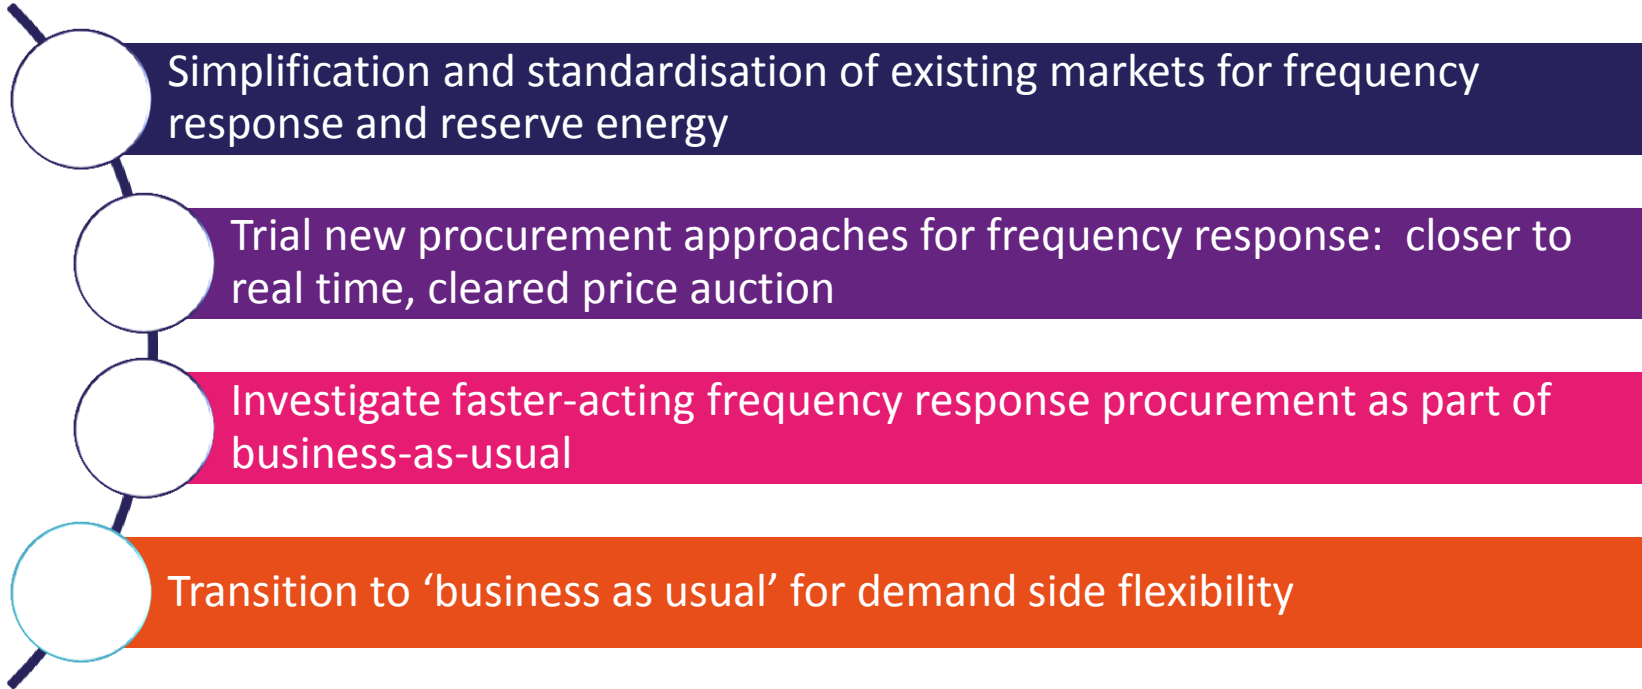 Simplification and standardisation of existing markets for frequency
response and reserve energy
Trial new procurement approaches for frequency response:  closer to
real time, cleared price auction
Investigate faster-acting frequency response procurement as part of
business-as-usual
Transition to ‘business as usual’ for demand side flexibility